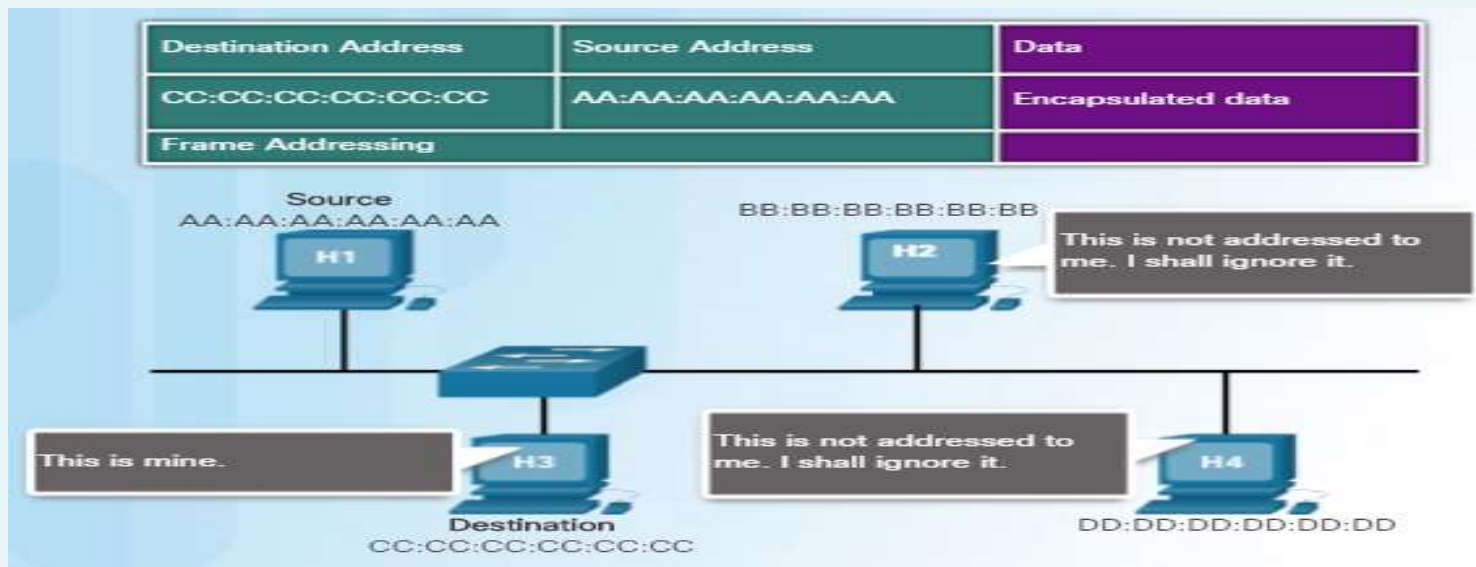 Destination Address
Source Address
Data
CC:CC:CC:CC:CC:CC
AA:AA:AA:AA:AA:AA
Encapsulated data
Frame Addressing
Source
AA:AA:AA:AA:AA:AA
H1
BB:BB:BB:BB:BB:BB
H2
This is not addressed to
me. I shall ignore it.
This is mine.
H3
Destination
CC:CC:CC:CC:CC:CC
This is not addressed to
me. I shall ignore it.
H4
DD:DD:DD:DD:DD:DD